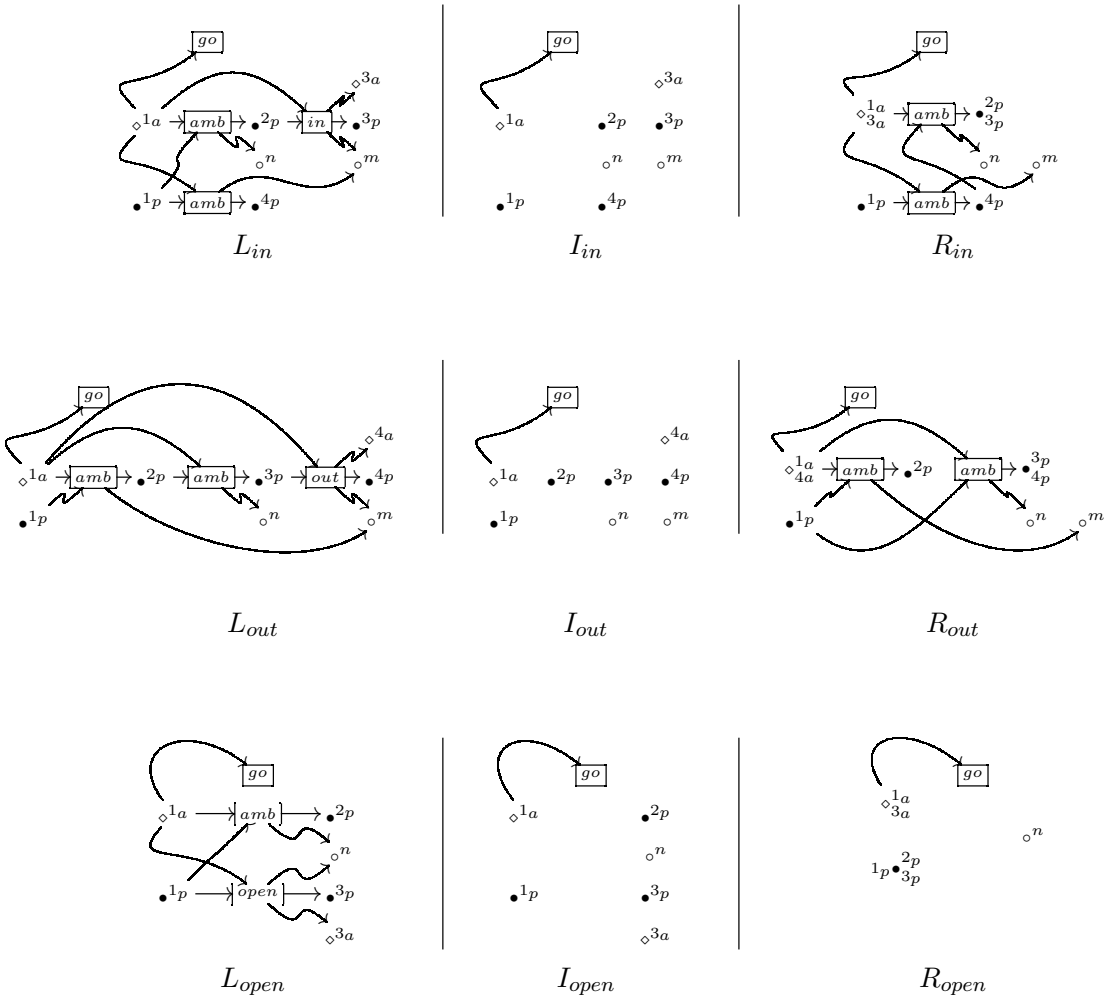 go go go
◇3a ◇3a
◇1a amb •2p in •3p ◇1a •2p •3p ◇1a 3a amb •2p 3p
○n ○m ○n ○m ○n ○m
•1p amb •4p •1p •4p •1p amb •4p
L_in I_in R_in
go go go
◇4a ◇4a
◇1a amb •2p amb •3p out •4p ◇1a •2p •3p •4p ◇1a 4a amb •2p amb •3p 4p
•1p ○n ○m •1p ○n ○m •1p ○n ○m
L_out I_out R_out
go go go
◇1a amb •2p ◇1a •2p ◇1a 3a
○n ○n ○n
•1p open •3p •1p •3p 1p •2p 3p
◇3a ◇3a
L_open I_open R_open